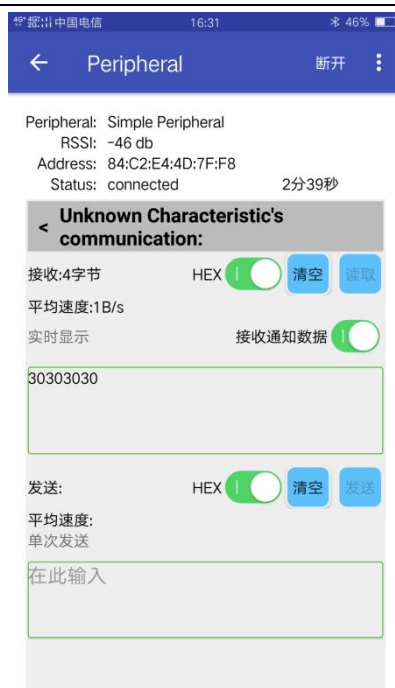 中国电信 16:31 46%
Peripheral 断开
Peripheral: Simple Peripheral
RSSI: -46 db
Address: 84:C2:E4:4D:7F:F8
Status: connected 2分39秒
< Unknown Characteristic's
communication:
接收:4字节 HEX 清空 读取
平均速度:1B/s
实时显示 接收通知数据
30303030
发送: HEX 清空 发送
平均速度:
单次发送
在此输入